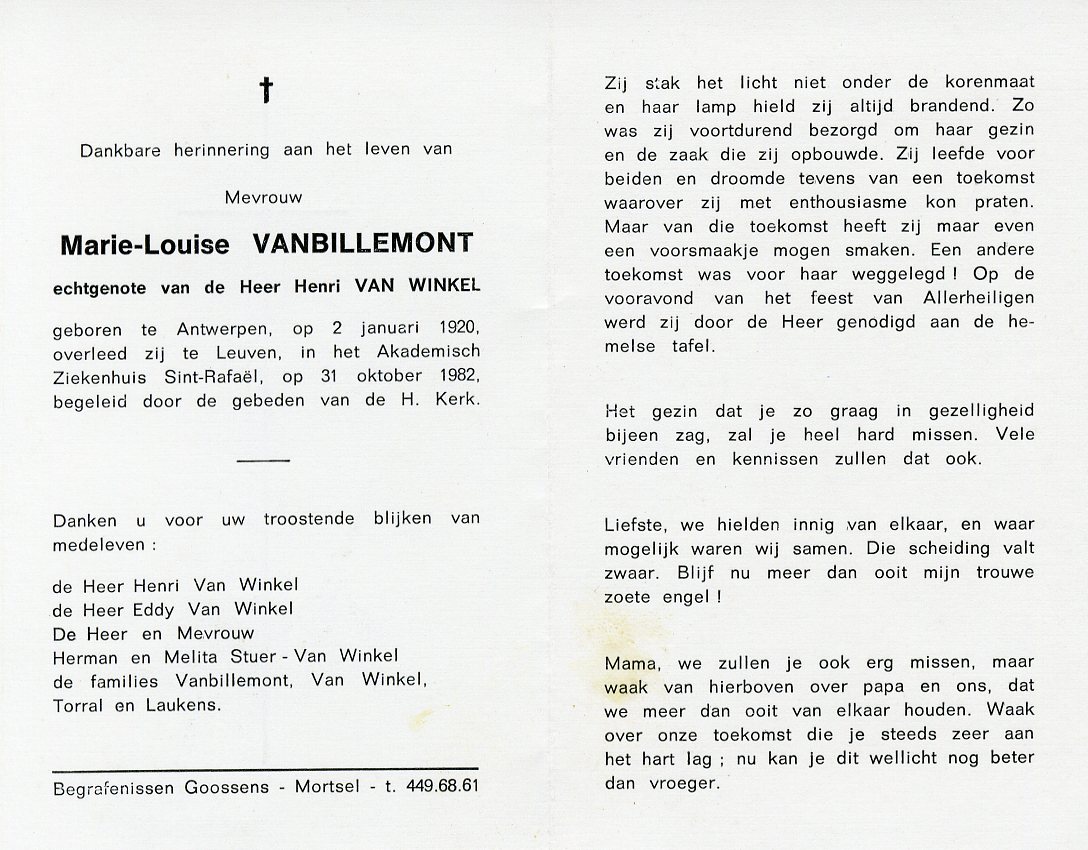 Dankbare herinnering aan het leven van
Mevrouw
Marie-Louise VANBILLEMONT
echtgenote van de Heer Henri VAN WINKEL
geboren te Antwerpen, op 2 januari 1920,
overleed zij te Leuven, in het Akademisch
Ziekenhuis Sint-Rafaël, op 31 oktober 1982,
begeleid door de gebeden van de H. Kerk.
Danken u voor uw troostende blijken van
medeleven :
de Heer Henri Van Winkel
de Heer Eddy Van Winkel
De Heer en Mevrouw
Herman en Melita Stuer - Van Winkel
de families Vanbillemont, Van Winkel,
Torral en Laukens.
Begrafenissen Goossens - Mortsel - t. 449.68.61
Zij stak het licht niet onder de korenmaat
en haar lamp hield zij altijd brandend. Zo
was zij voortdurend bezorgd om haar gezin
en de zaak die zij opbouwde. Zij leefde voor
beiden en droomde tevens van een toekomst
waarover zij met enthousiasme kon praten.
Maar van die toekomst heeft zij maar even
een voorsmaakje mogen smaken. Een andere
toekomst was voor haar weggelegd ! Op de
vooravond van het feest van Allerheiligen
werd zij door de Heer genodigd aan de he-
melse tafel.
Het gezin dat je zo graag in gezelligheid
bijeen zag, zal je heel hard missen. Vele
vrienden en kennissen zullen dat ook.
Liefste, we hielden innig van elkaar, en waar
mogelijk waren wij samen. Die scheiding valt
zwaar. Blijf nu meer dan ooit mijn trouwe
zoete engel !
Mama, we zullen je ook erg missen, maar
waak van hierboven over papa en ons, dat
we meer dan ooit van elkaar houden. Waak
over onze toekomst die je steeds zeer aan
het hart lag ; nu kan je dit wellicht nog beter
dan vroeger.